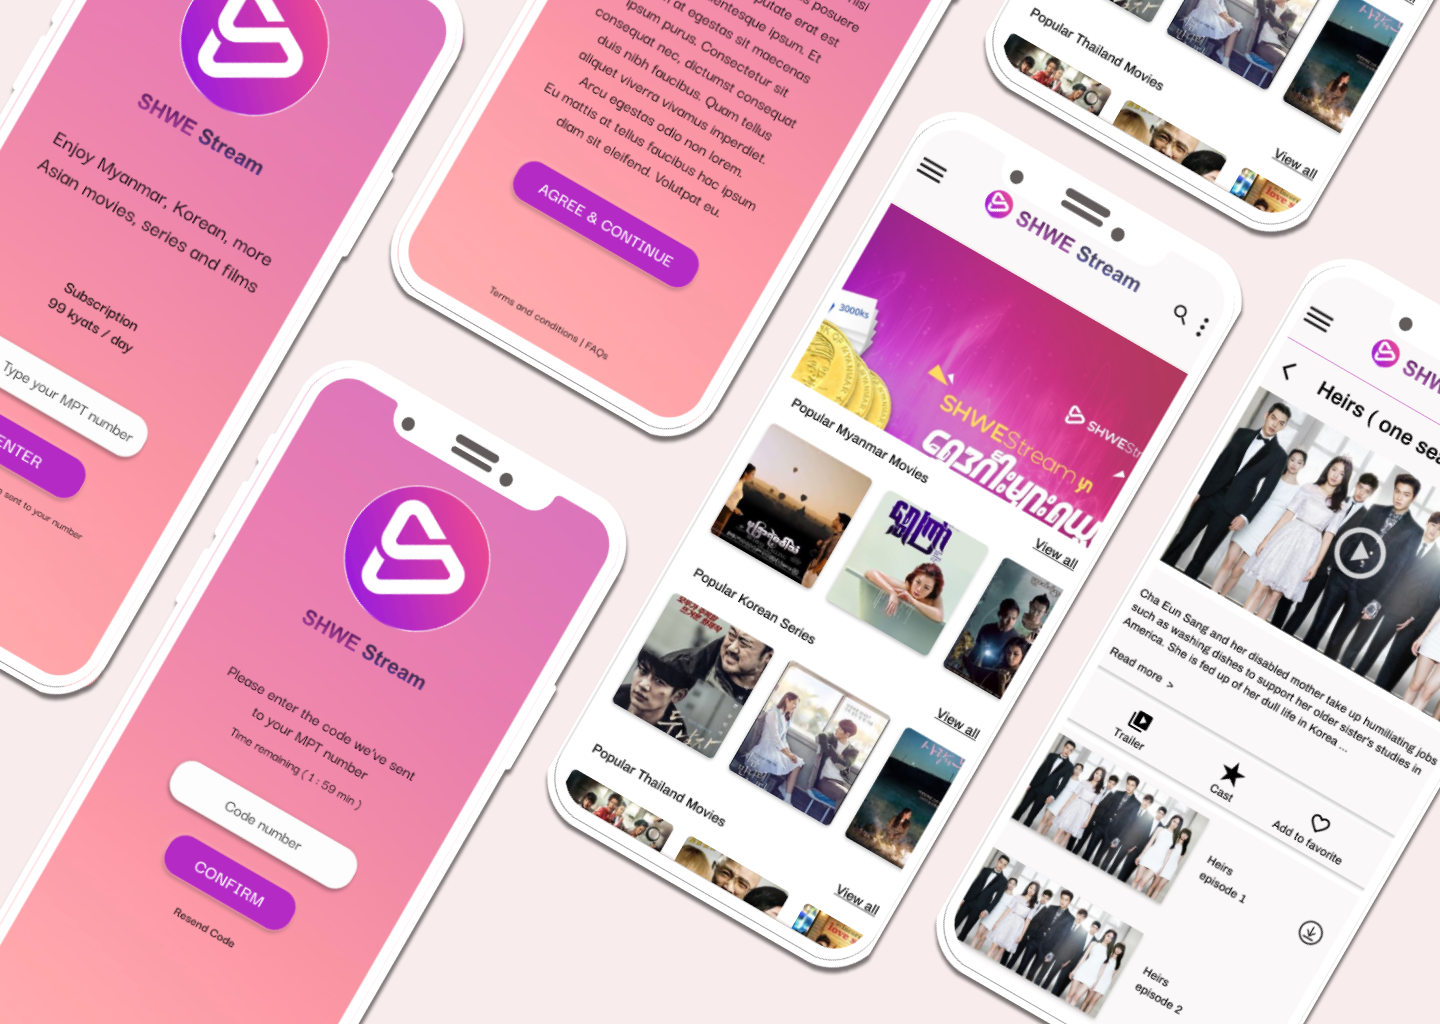 SHWE Stream
Enjoy Myanmar, Korean, more
Asian movies, series and films
Subscription
99 kyats / day
Type your MPT number
ENTER
sent to your number
putate erat est
entesque ipsum. Et
at egestas sit maecenas
ipsum purus. Consectetur sit
consequat nec, dictumst consequat
duis nibh faucibus. Quam tellus
aliquet viverra vivamus imperdiet.
Arcu egestas odio non lorem.
Eu mattis at tellus faucibus hac ipsum
diam sit eleifend. Volutpat eu.
AGREE & CONTINUE
Terms and conditions | FAQs
SHWE Stream
Please enter the code we've sent
to your MPT number
Time remaining ( 1 : 59 min )
Code number
CONFIRM
Resend Code
Popular Thailand Movies
View all
love
SHWE Stream
3000ks
SHWEStream မှ
SHWEStr
Popular Myanmar Movies
View all
Popular Korean Series
View all
Popular Thailand Movies
View all
love
SHW
Heirs ( one sea
Cha Eun Sang and her disabled mother take up humiliating jobs
such as washing dishes to support her older sister's studies in
America. She is fed up of her dull life in Korea ...
Read more >
Trailer
Cast
Add to favorite
Heirs
episode 1
Heirs
episode 2